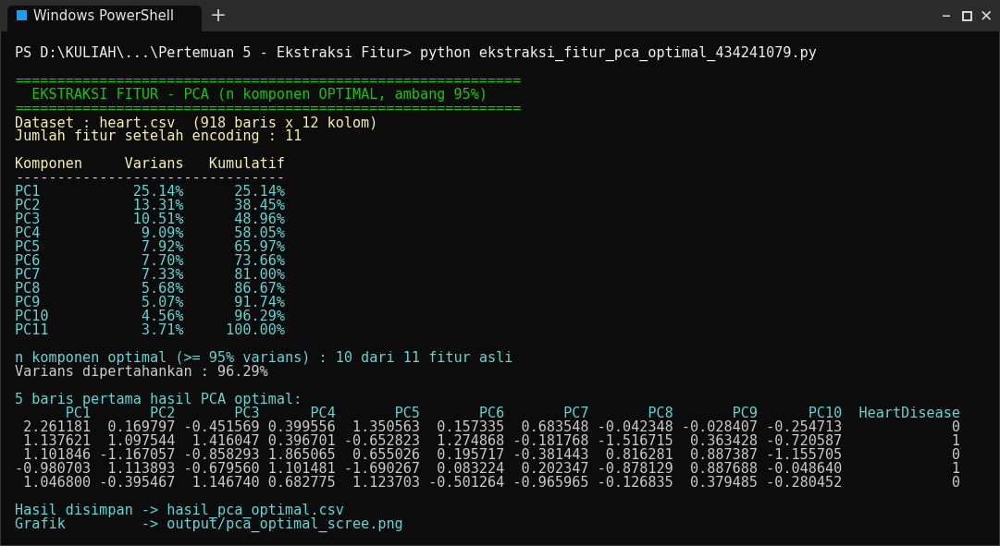 Windows PowerShell
PS D:\KULIAH\...\Pertemuan 5 - Ekstraksi Fitur> python ekstraksi_fitur_pca_optimal_434241079.py
============================================================
  EKSTRAKSI FITUR - PCA (n komponen OPTIMAL, ambang 95%)
============================================================
Dataset : heart.csv  (918 baris x 12 kolom)
Jumlah fitur setelah encoding : 11
Komponen     Varians   Kumulatif
--------------------------------
PC1           25.14%      25.14%
PC2           13.31%      38.45%
PC3           10.51%      48.96%
PC4            9.09%      58.05%
PC5            7.92%      65.97%
PC6            7.70%      73.66%
PC7            7.33%      81.00%
PC8            5.68%      86.67%
PC9            5.07%      91.74%
PC10           4.56%      96.29%
PC11           3.71%     100.00%
n komponen optimal (>= 95% varians) : 10 dari 11 fitur asli
Varians dipertahankan : 96.29%
5 baris pertama hasil PCA optimal:
      PC1       PC2       PC3      PC4       PC5       PC6       PC7       PC8       PC9      PC10  HeartDisease
 2.261181  0.169797 -0.451569 0.399556  1.350563  0.157335  0.683548 -0.042348 -0.028407 -0.254713             0
 1.137621  1.097544  1.416047 0.396701 -0.652823  1.274868 -0.181768 -1.516715  0.363428 -0.720587             1
 1.101846 -1.167057 -0.858293 1.865065  0.655026  0.195717 -0.381443  0.816281  0.887387 -1.155705             0
-0.980703  1.113893 -0.679560 1.101481 -1.690267  0.083224  0.202347 -0.878129  0.887688 -0.048640             1
 1.046800 -0.395467  1.146740 0.682775  1.123703 -0.501264 -0.965965 -0.126835  0.379485 -0.280452             0
Hasil disimpan -> hasil_pca_optimal.csv
Grafik         -> output/pca_optimal_scree.png